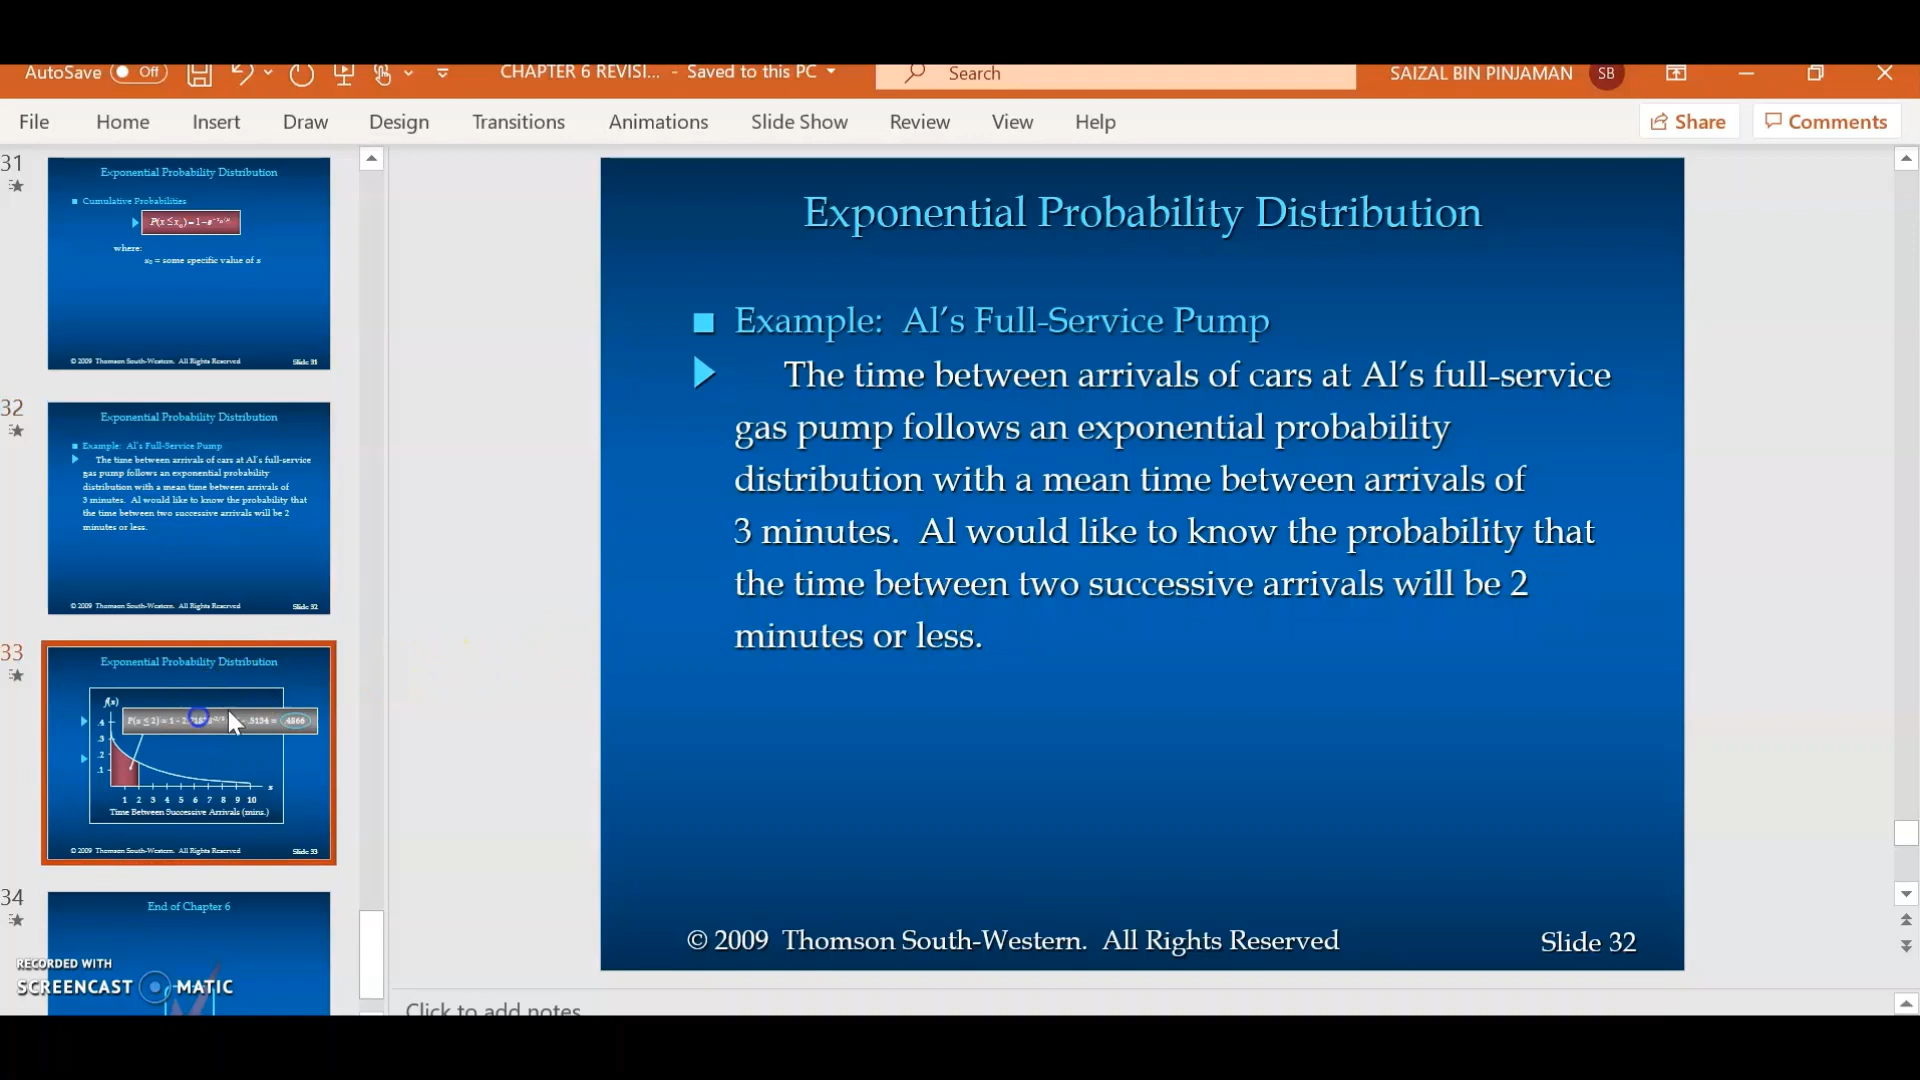 AutoSave Off CHAPTER 6 REVISI... - Saved to this PC Search SAIZAL BIN PINJAMAN SB
File Home Insert Draw Design Transitions Animations Slide Show Review View Help Share Comments
31
Exponential Probability Distribution
Cumulative Probabilities
where:
x₀ = some specific value of x
© 2009 Thomson South-Western. All Rights Reserved Slide 31
32
Exponential Probability Distribution
Example: Al's Full-Service Pump
The time between arrivals of cars at Al's full-service
gas pump follows an exponential probability
distribution with a mean time between arrivals of
3 minutes. Al would like to know the probability that
the time between two successive arrivals will be 2
minutes or less.
© 2009 Thomson South-Western. All Rights Reserved Slide 32
33
Exponential Probability Distribution
f(x)
.4
P(x ≤ 2) = 1 - .5134 = .4866
.3
.2
.1
x
1 2 3 4 5 6 7 8 9 10
Time Between Successive Arrivals (mins.)
© 2009 Thomson South-Western. All Rights Reserved Slide 33
34
End of Chapter 6
RECORDED WITH
SCREENCAST MATIC
Exponential Probability Distribution
Example: Al's Full-Service Pump
The time between arrivals of cars at Al's full-service
gas pump follows an exponential probability
distribution with a mean time between arrivals of
3 minutes. Al would like to know the probability that
the time between two successive arrivals will be 2
minutes or less.
© 2009 Thomson South-Western. All Rights Reserved Slide 32
Click to add notes